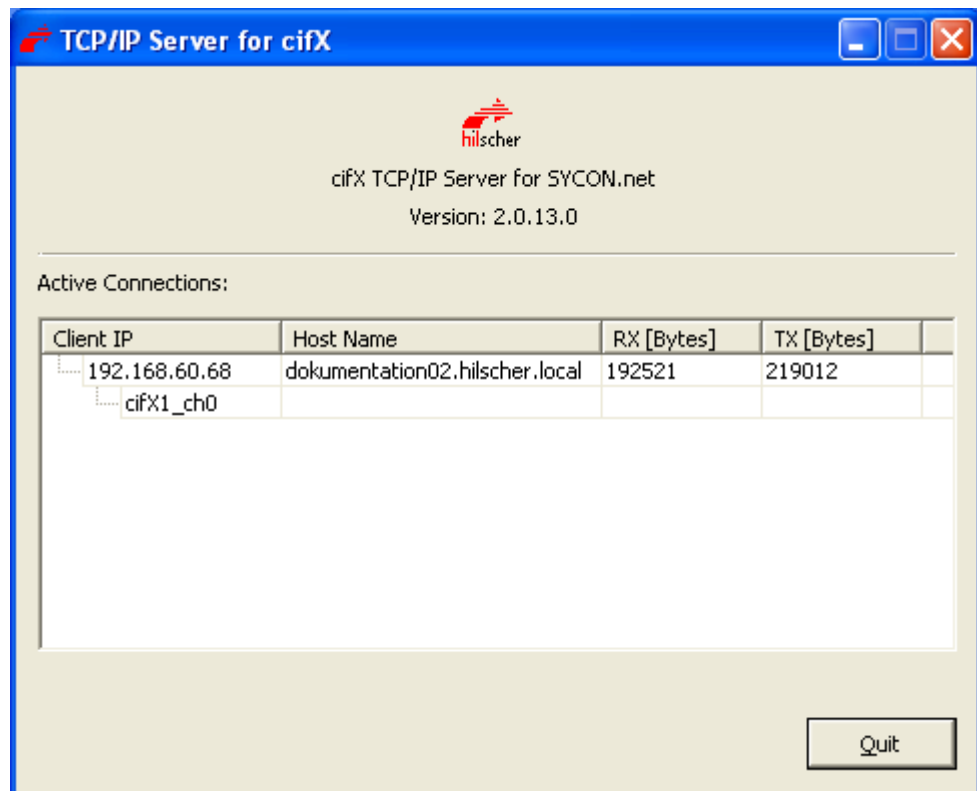 TCP/IP Server for cifX
hilscher
cifX TCP/IP Server for SYCON.net
Version: 2.0.13.0
Active Connections:
Client IP Host Name RX [Bytes] TX [Bytes]
192.168.60.68 dokumentation02.hilscher.local 192521 219012
cifX1_ch0
Quit